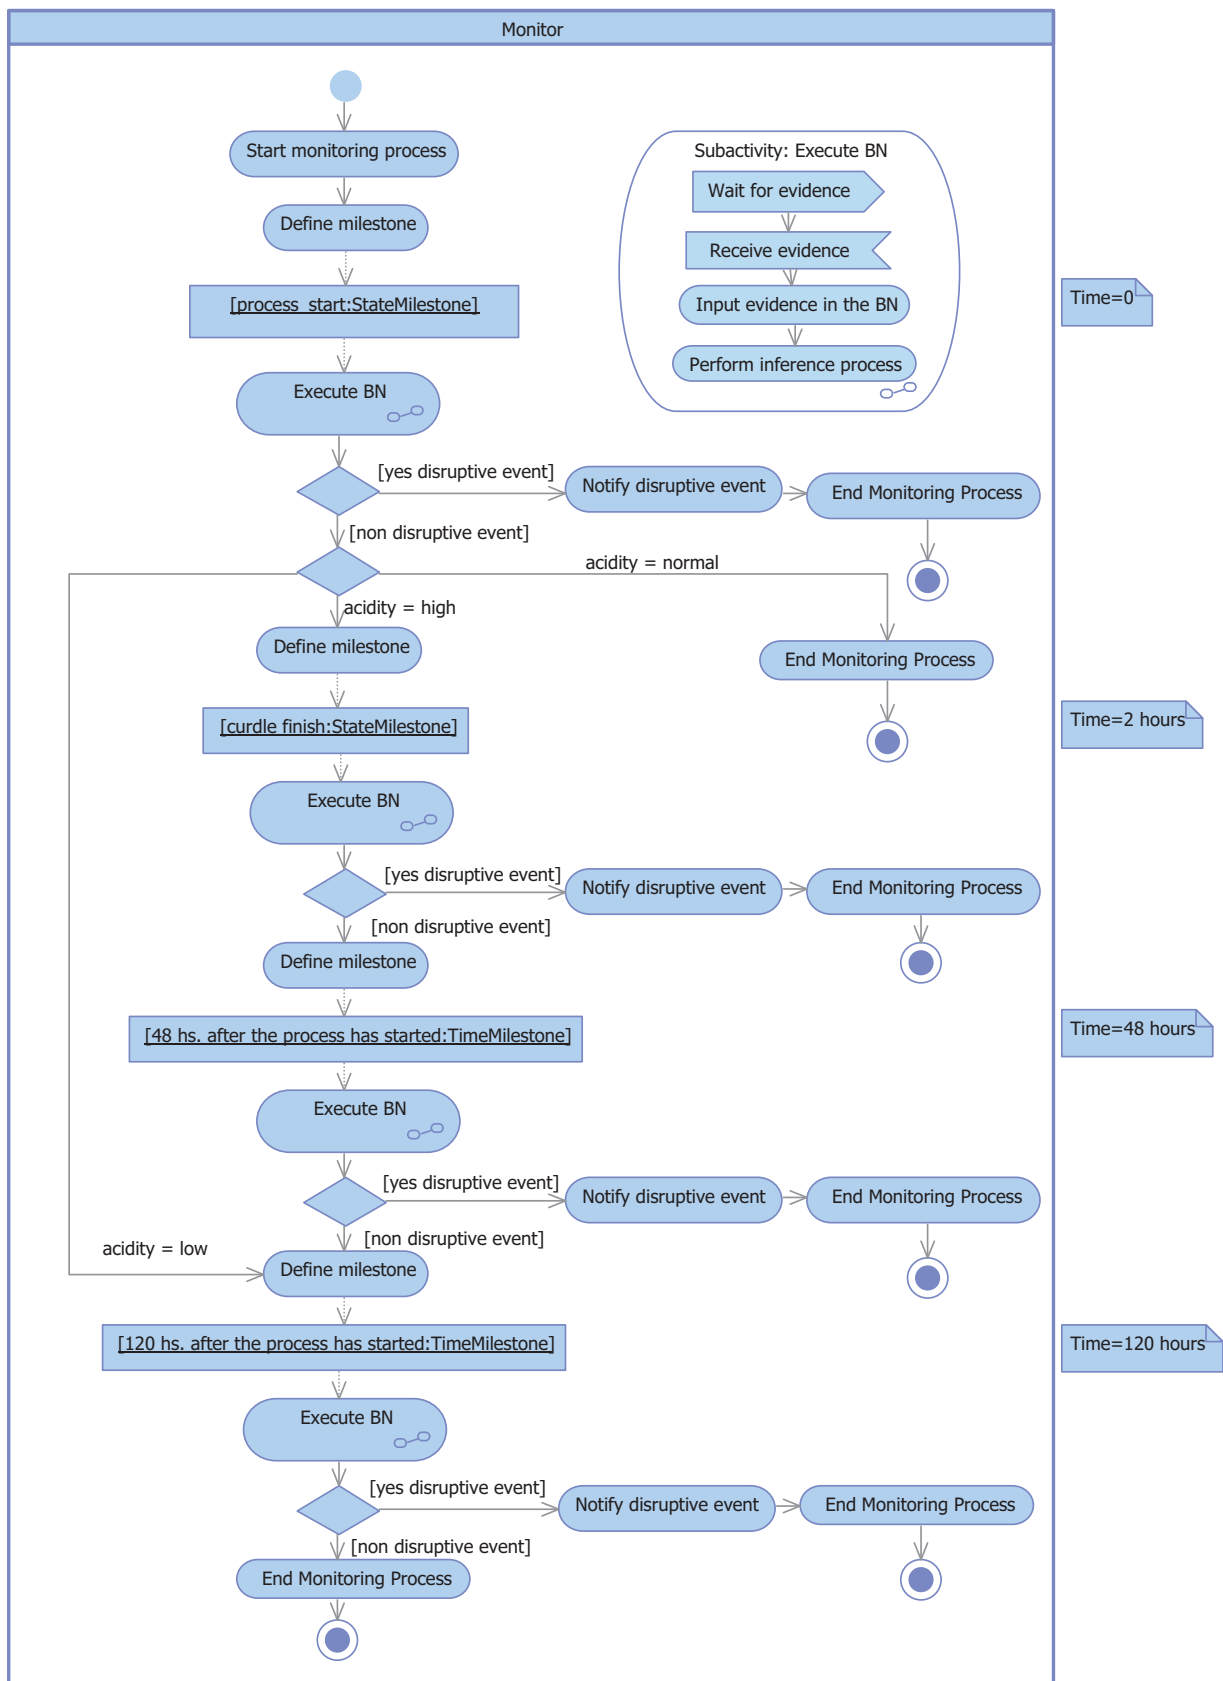 Monitor
Start monitoring process
Subactivity: Execute BN
Wait for evidence
Define milestone
Receive evidence
[process_start:StateMilestone]
Time=0
Input evidence in the BN
Perform inference process
Execute BN
[yes disruptive event]
Notify disruptive event
End Monitoring Process
[non disruptive event]
acidity = normal
acidity = high
Define milestone
End Monitoring Process
[curdle finish:StateMilestone]
Time=2 hours
Execute BN
[yes disruptive event]
Notify disruptive event
End Monitoring Process
[non disruptive event]
Define milestone
[48 hs. after the process has started:TimeMilestone]
Time=48 hours
Execute BN
[yes disruptive event]
Notify disruptive event
End Monitoring Process
[non disruptive event]
acidity = low
Define milestone
[120 hs. after the process has started:TimeMilestone]
Time=120 hours
Execute BN
[yes disruptive event]
Notify disruptive event
End Monitoring Process
[non disruptive event]
End Monitoring Process